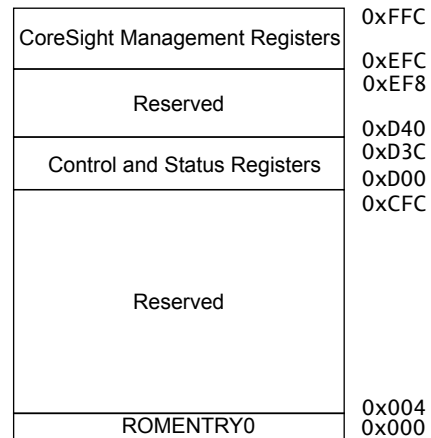 0xFFC
CoreSight Management Registers
0xEFC
0xEF8
Reserved
0xD40
0xD3C
Control and Status Registers
0xD00
0xCFC
Reserved
0x004
ROMENTRY0
0x000